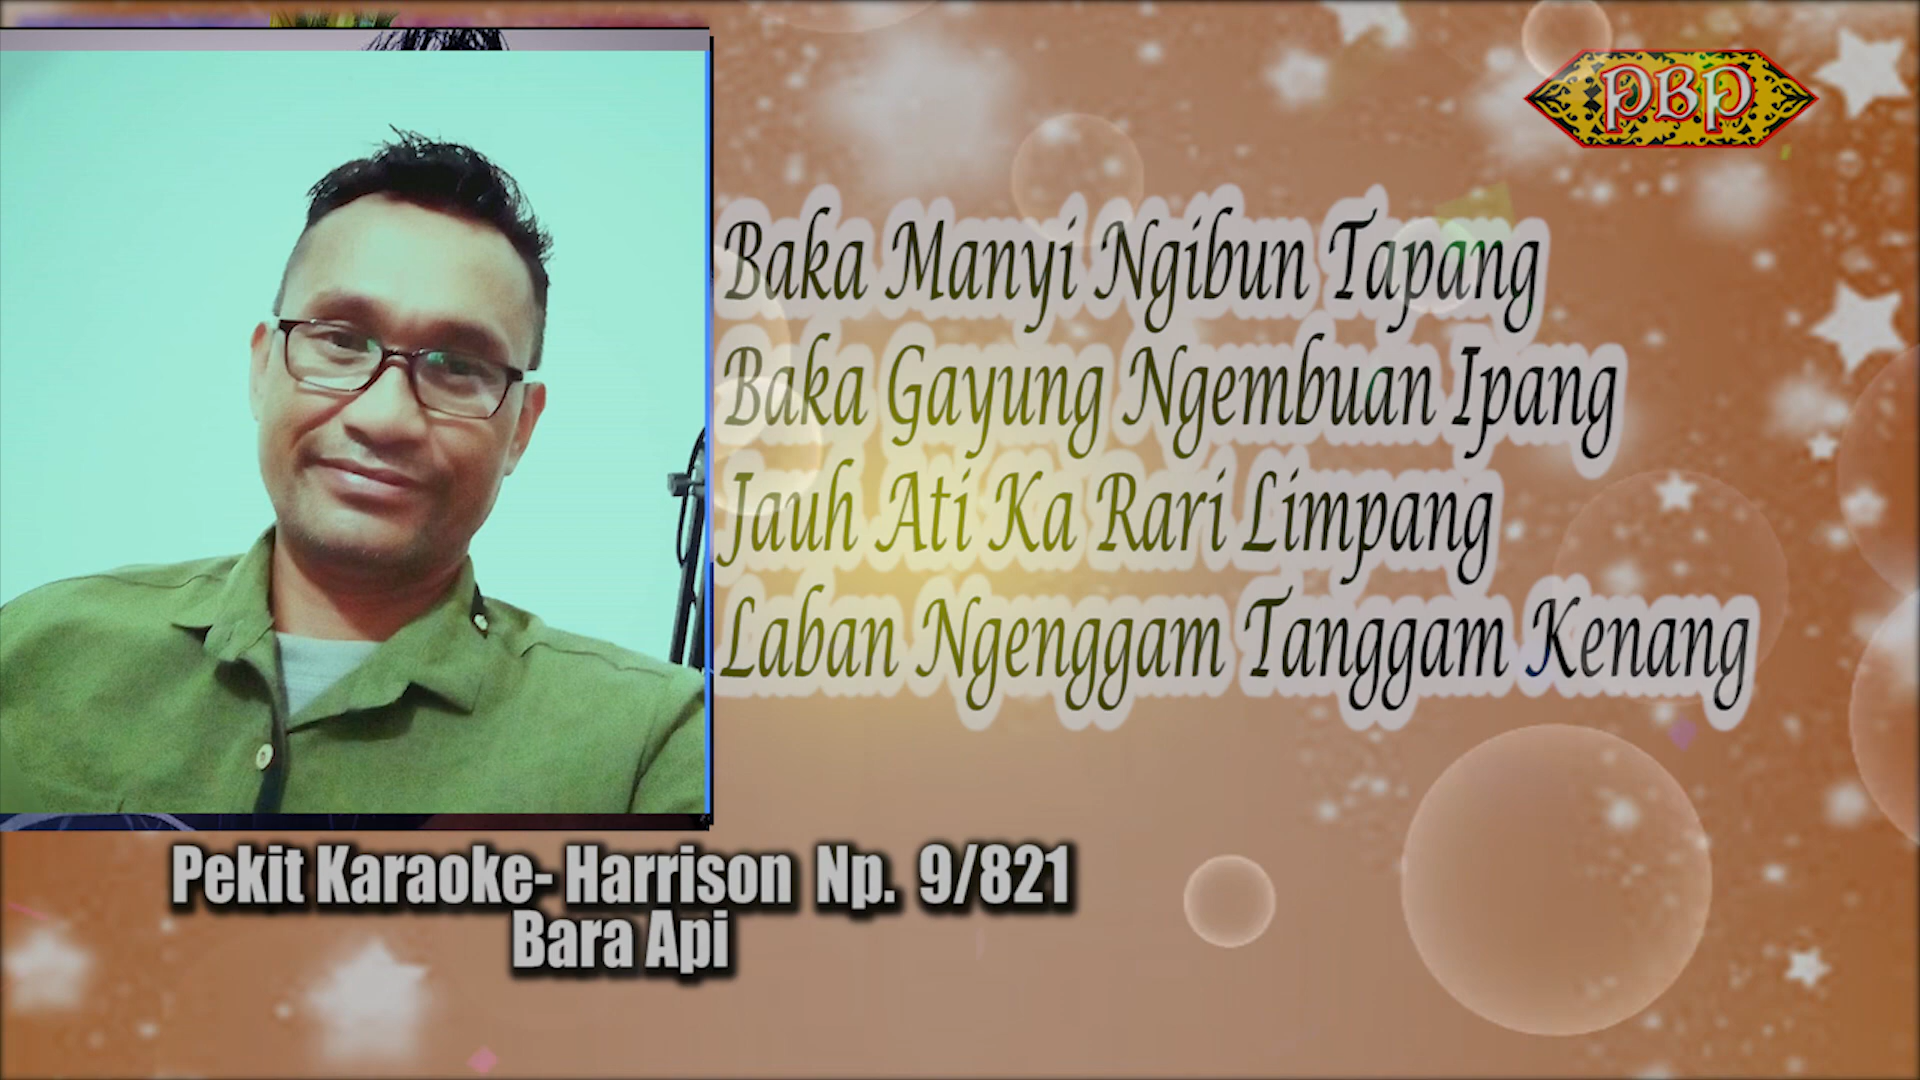 PBP
Baka Manyi Ngibun Tapang
Baka Gayung Ngembuan Ipang
Jauh Ati Ka Rari Limpang
Laban Ngenggam Tanggam Kenang
Pekit Karaoke- Harrison Np. 9/821
Bara Api